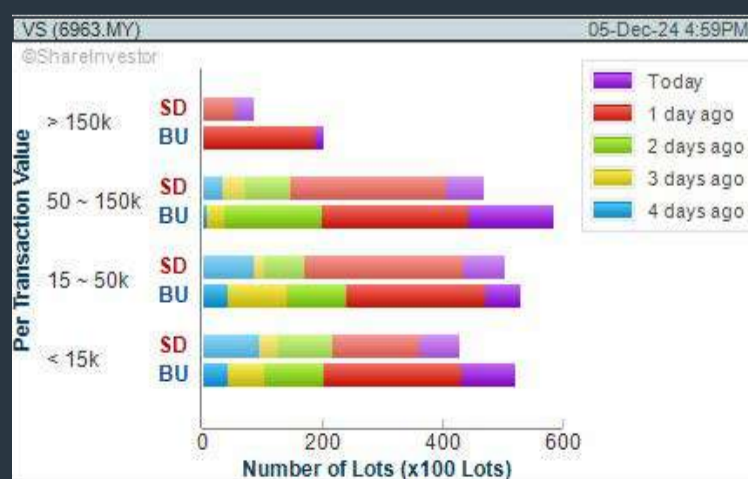 VS (6963.MY) 05-Dec-24 4:59PM
©ShareInvestor
Today
1 day ago
2 days ago
3 days ago
4 days ago
Per Transaction Value
> 150k
SD
BU
50 ~ 150k
SD
BU
15 ~ 50k
SD
BU
< 15k
SD
BU
0 200 400 600
Number of Lots (x100 Lots)